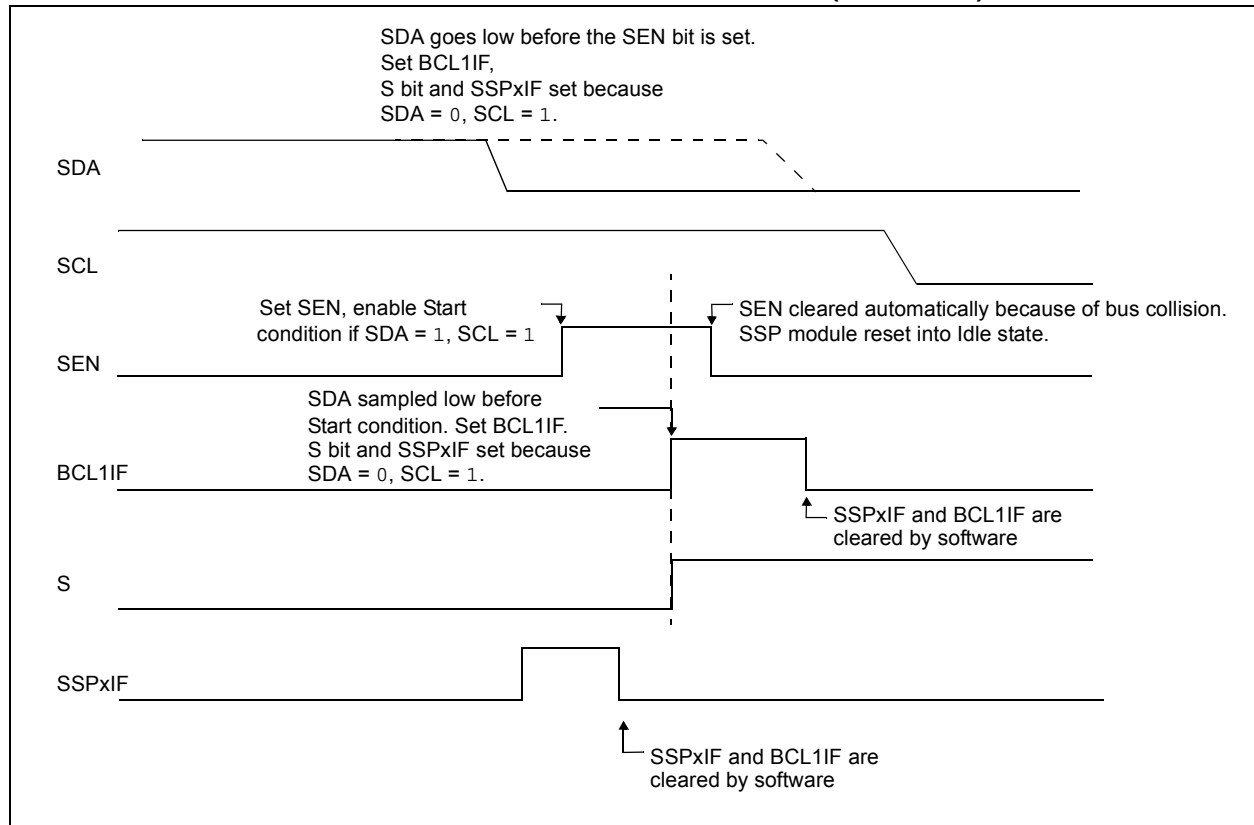 SDA goes low before the SEN bit is set.
Set BCL1IF,
S bit and SSPxIF set because
SDA = 0, SCL = 1.
SDA
SCL
Set SEN, enable Start
condition if SDA = 1, SCL = 1
SEN cleared automatically because of bus collision.
SSP module reset into Idle state.
SEN
SDA sampled low before
Start condition. Set BCL1IF.
S bit and SSPxIF set because
SDA = 0, SCL = 1.
BCL1IF
SSPxIF and BCL1IF are
cleared by software
S
SSPxIF
SSPxIF and BCL1IF are
cleared by software